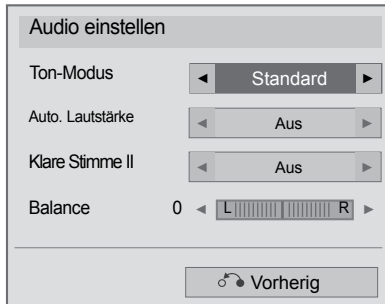 Audio einstellen
Ton-Modus ◄ Standard ►
Auto. Lautstärke ◄ Aus ►
Klare Stimme II ◄ Aus ►
Balance 0 ◄ L R ►
Vorherig